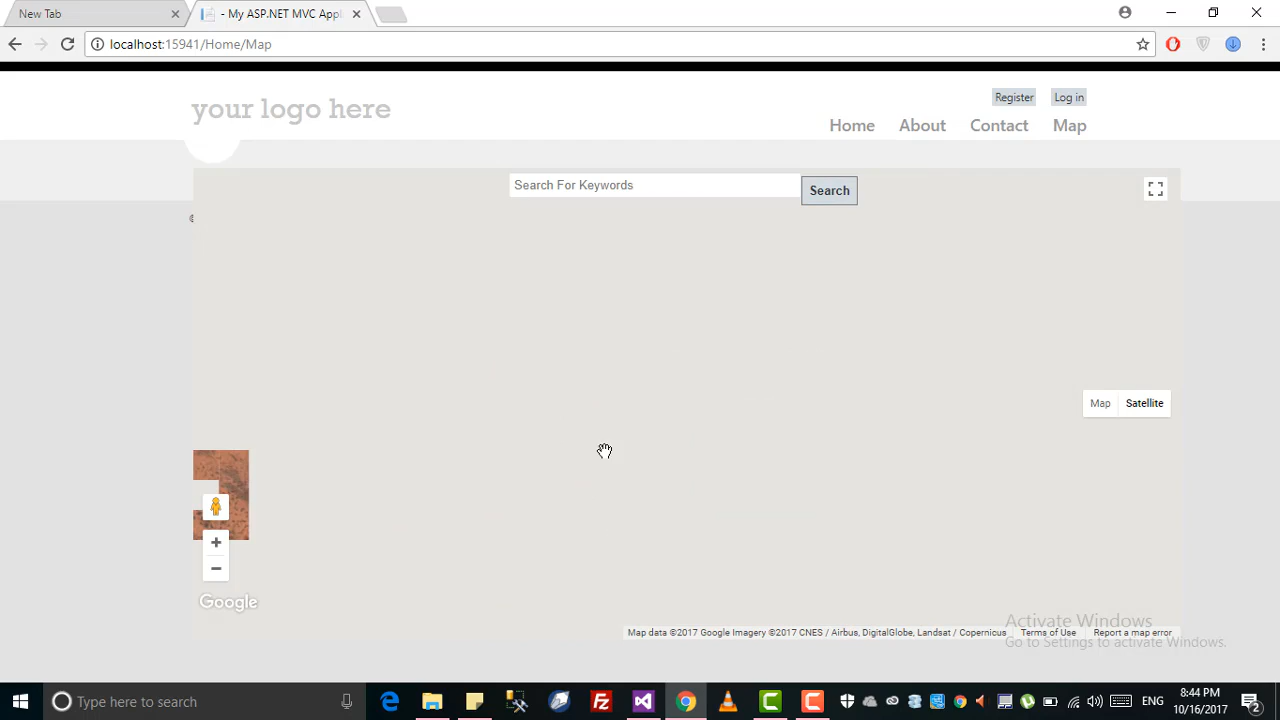 New Tab
- My ASP.NET MVC Appl
localhost:15941/Home/Map
your logo here
Register
Log in
Home
About
Contact
Map
Search For Keywords
Search
Map
Satellite
Google
Map data ©2017 Google Imagery ©2017 CNES / Airbus, DigitalGlobe, Landsat / Copernicus
Terms of Use
Report a map error
Activate Windows
Go to Settings to activate Windows.
Type here to search
ENG
8:44 PM
10/16/2017
2